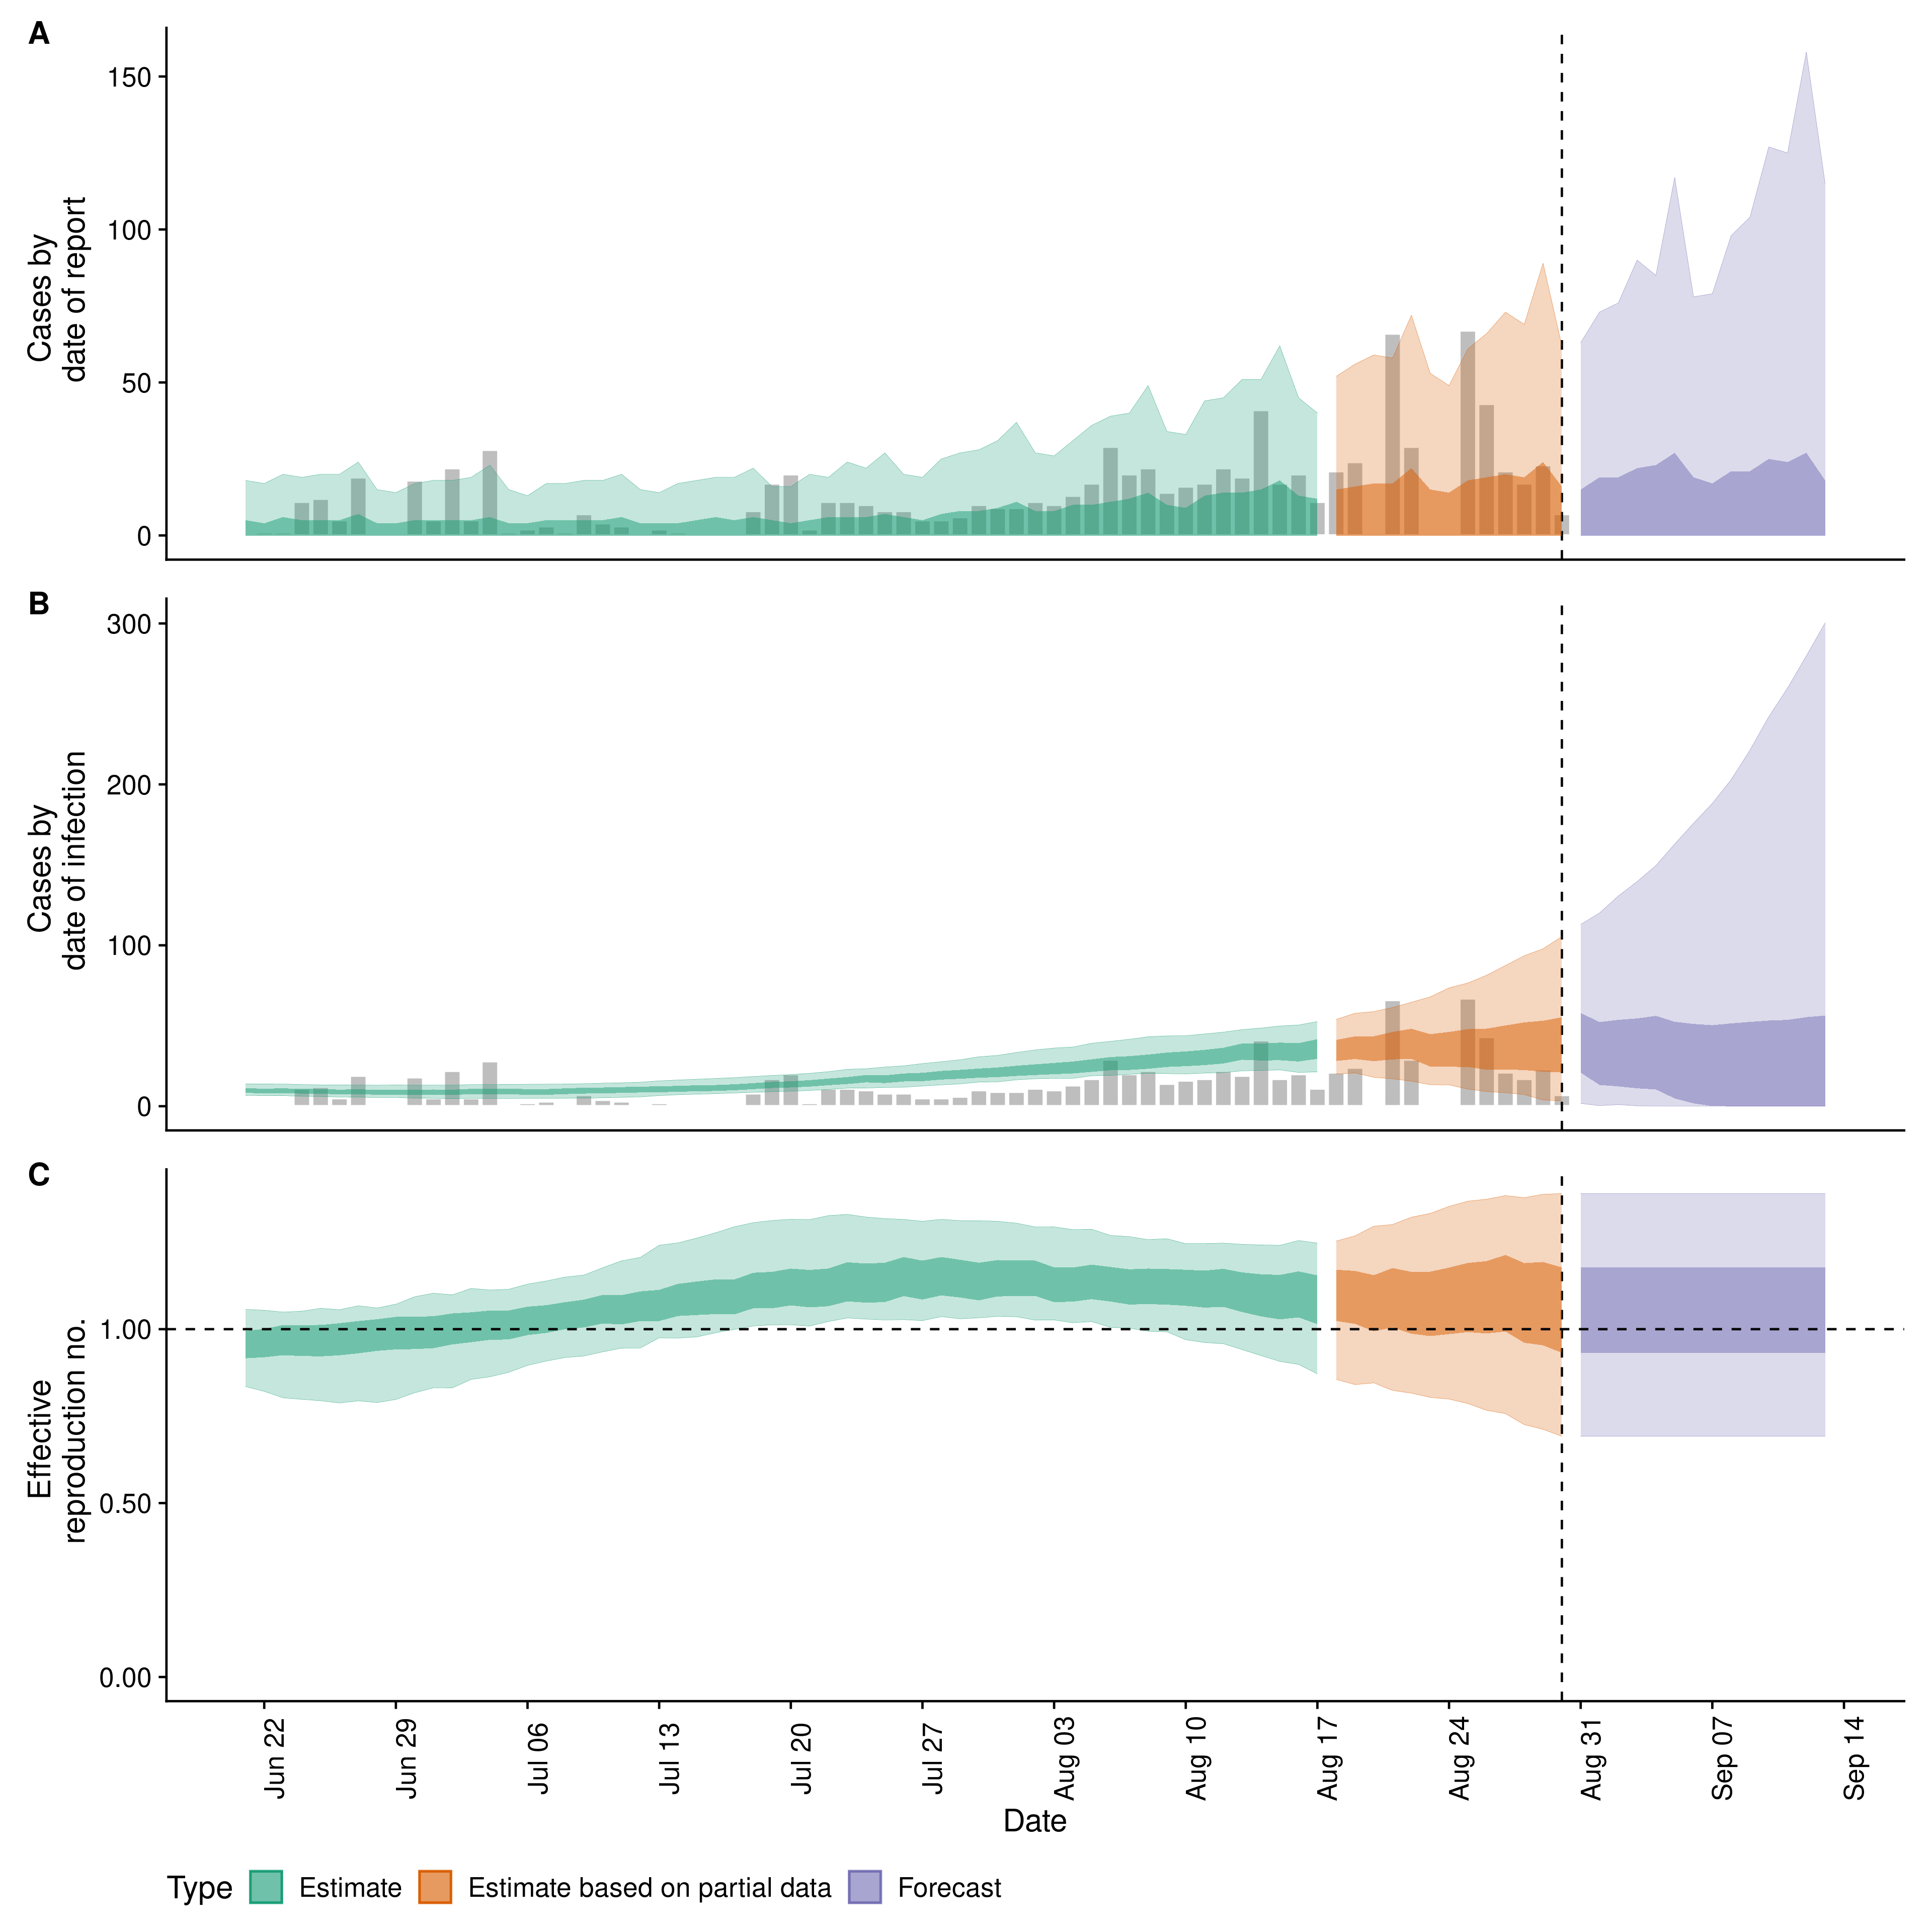 A
Cases by
date of report
150
100
50
0
B
Cases by
date of infection
300
200
100
0
C
Effective
reproduction no.
1.00
0.50
0.00
Jun 22
Jun 29
Jul 06
Jul 13
Jul 20
Jul 27
Aug 03
Aug 10
Aug 17
Aug 24
Aug 31
Sep 07
Sep 14
Date
Type Estimate Estimate based on partial data Forecast